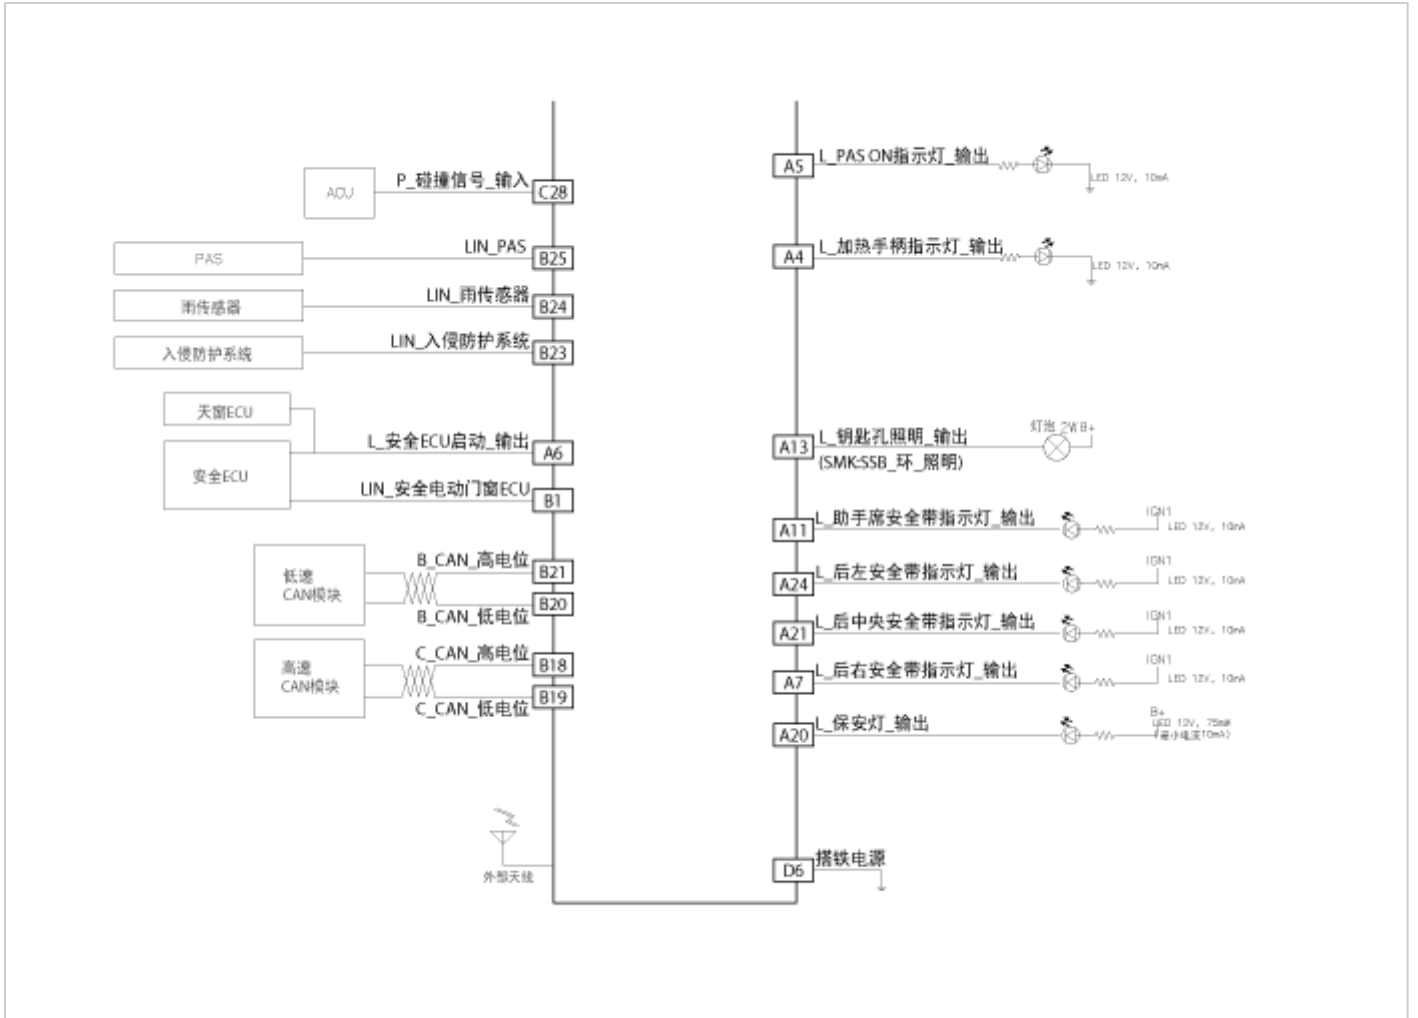 ACU
P_碰撞信号_输入
C28
PAS
LIN_PAS
B25
雨传感器
LIN_雨传感器
B24
入侵防护系统
LIN_入侵防护系统
B23
天窗ECU
安全ECU
L_安全ECU启动_输出
A6
LIN_安全电动门窗ECU
B1
低速
CAN模块
B_CAN_高电位
B21
B20
B_CAN_低电位
高速
CAN模块
C_CAN_高电位
B18
B19
C_CAN_低电位
外部天线
A5
L_PAS ON指示灯_输出
LED 12V, 10mA
A4
L_加热手柄指示灯_输出
LED 12V, 10mA
A13
L_钥匙孔照明_输出
(SMK:SSB_环_照明)
灯泡 2W B+
A11
L_助手席安全带指示灯_输出
IGN1
LED 12V, 10mA
A24
L_后左安全带指示灯_输出
IGN1
LED 12V, 10mA
A21
L_后中央安全带指示灯_输出
IGN1
LED 12V, 10mA
A7
L_后右安全带指示灯_输出
IGN1
LED 12V, 10mA
A20
L_保安灯_输出
B+
LED 12V, 75mW
(最小电流10mA)
D6
搭铁电源